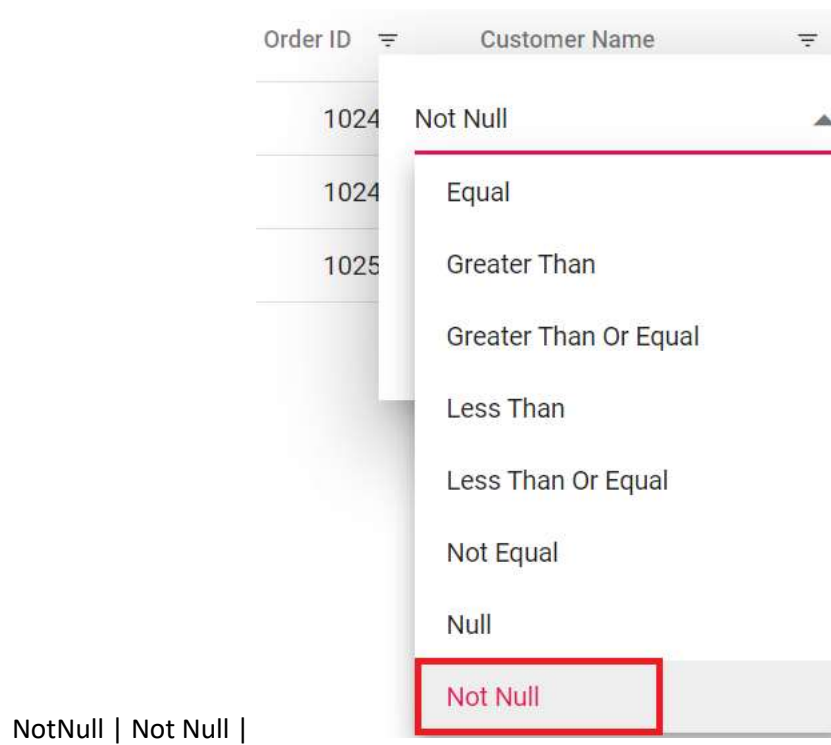 Order ID Customer Name
1024 Not Null
1024 Equal
1025 Greater Than
Greater Than Or Equal
Less Than
Less Than Or Equal
Not Equal
Null
Not Null
NotNull | Not Null |